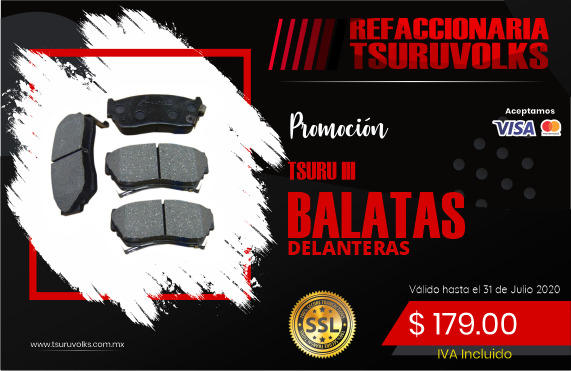 REFACCIONARIA
TSURUVOLKS
Aceptamos
VISA
Promoción
TSURU III
BALATAS
DELANTERAS
Válido hasta el 31 de Julio 2020
$ 179.00
IVA Incluido
SSL
www.tsuruvolks.com.mx